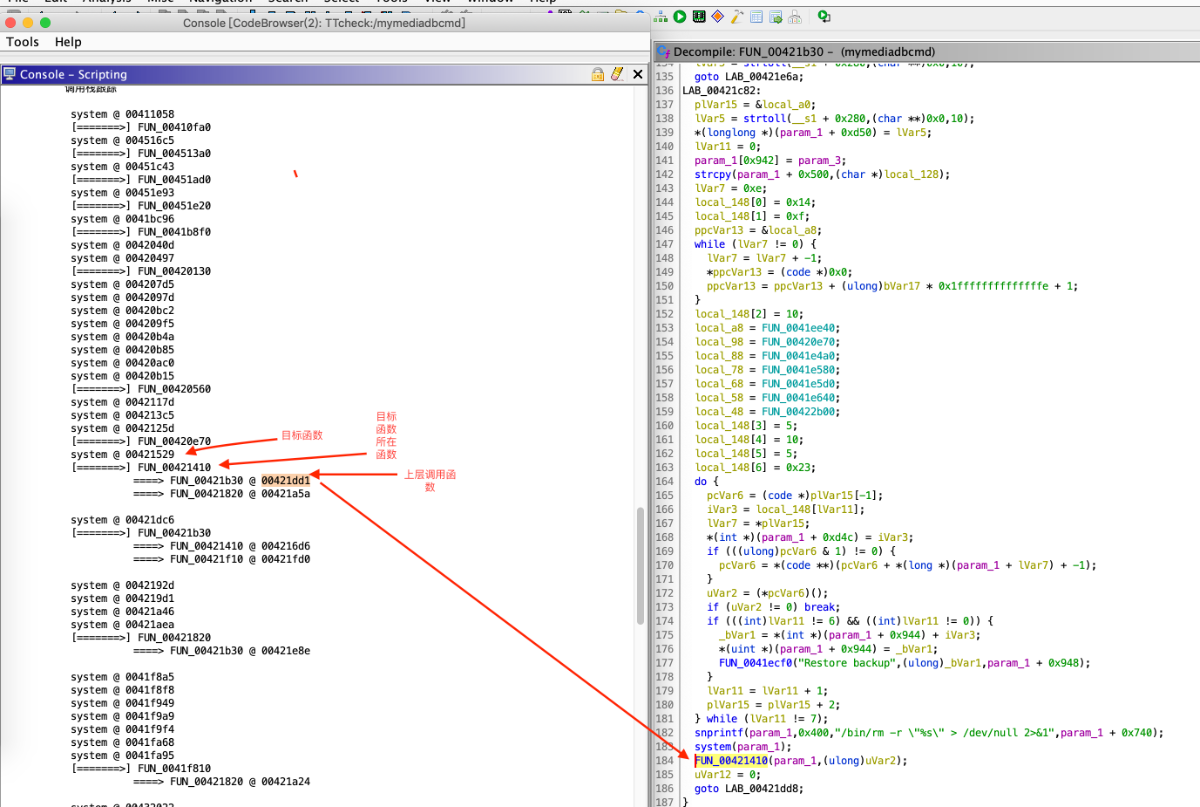 Console [CodeBrowser(2): TTcheck:/mymediadbcmd]
Tools Help
Console - Scripting
调用栈跟踪
system @ 00411058
[=======>] FUN_00410fa0
system @ 004516c5
[=======>] FUN_004513a0
system @ 00451c43
[=======>] FUN_00451ad0
system @ 00451e93
[=======>] FUN_00451e20
system @ 0041bc96
[=======>] FUN_0041b8f0
system @ 0042040d
system @ 00420497
[=======>] FUN_00420130
system @ 004207d5
system @ 0042097d
system @ 00420bc2
system @ 004209f5
system @ 00420b4a
system @ 00420b85
system @ 00420ac0
system @ 00420b15
[=======>] FUN_00420560
system @ 0042117d
system @ 004213c5
system @ 0042125d
[=======>] FUN_00420e70
system @ 00421529
[=======>] FUN_00421410
====> FUN_00421b30 @ 00421dd1
====> FUN_00421820 @ 00421a5a
system @ 00421dc6
[=======>] FUN_00421b30
====> FUN_00421410 @ 004216d6
====> FUN_00421f10 @ 00421fd0
system @ 0042192d
system @ 004219d1
system @ 00421a46
system @ 00421aea
[=======>] FUN_00421820
====> FUN_00421b30 @ 00421e8e
system @ 0041f8a5
system @ 0041f8f8
system @ 0041f949
system @ 0041f9a9
system @ 0041f9f4
system @ 0041fa68
system @ 0041fa95
[=======>] FUN_0041f810
====> FUN_00421820 @ 00421a24
目标函数
目标
函数
所在
函数
上层调用函
数
Decompile: FUN_00421b30 - (mymediadbcmd)
135 goto LAB_00421e6a;
136 LAB_00421c82:
137 plVar15 = &local_a0;
138 lVar5 = strtoll(__s1 + 0x280,(char **)0x0,10);
139 *(longlong *)(param_1 + 0xd50) = lVar5;
140 lVar11 = 0;
141 param_1[0x942] = param_3;
142 strcpy(param_1 + 0x500,(char *)local_128);
143 lVar7 = 0xe;
144 local_148[0] = 0x14;
145 local_148[1] = 0xf;
146 ppcVar13 = &local_a8;
147 while (lVar7 != 0) {
148 lVar7 = lVar7 + -1;
149 *ppcVar13 = (code *)0x0;
150 ppcVar13 = ppcVar13 + (ulong)bVar17 * 0x1ffffffffffffffe + 1;
151 }
152 local_148[2] = 10;
153 local_a8 = FUN_0041ee40;
154 local_98 = FUN_00420e70;
155 local_88 = FUN_0041e4a0;
156 local_78 = FUN_0041e580;
157 local_68 = FUN_0041e5d0;
158 local_58 = FUN_0041e640;
159 local_48 = FUN_00422b00;
160 local_148[3] = 5;
161 local_148[4] = 10;
162 local_148[5] = 5;
163 local_148[6] = 0x23;
164 do {
165 pcVar6 = (code *)plVar15[-1];
166 iVar3 = local_148[lVar11];
167 lVar7 = *plVar15;
168 *(int *)(param_1 + 0xd4c) = iVar3;
169 if (((ulong)pcVar6 & 1) != 0) {
170 pcVar6 = *(code **)(pcVar6 + *(long *)(param_1 + lVar7) + -1);
171 }
172 uVar2 = (*pcVar6)();
173 if (uVar2 != 0) break;
174 if (((int)lVar11 != 6) && ((int)lVar11 != 0)) {
175 _bVar1 = *(int *)(param_1 + 0x944) + iVar3;
176 *(uint *)(param_1 + 0x944) = _bVar1;
177 FUN_0041ecf0("Restore backup",(ulong)_bVar1,param_1 + 0x948);
178 }
179 lVar11 = lVar11 + 1;
180 plVar15 = plVar15 + 2;
181 } while (lVar11 != 7);
182 snprintf(param_1,0x400,"/bin/rm -r \"%s\" > /dev/null 2>&1",param_1 + 0x740);
183 system(param_1);
184 FUN_00421410(param_1,(ulong)uVar2);
185 uVar12 = 0;
186 goto LAB_00421dd8;
187 }